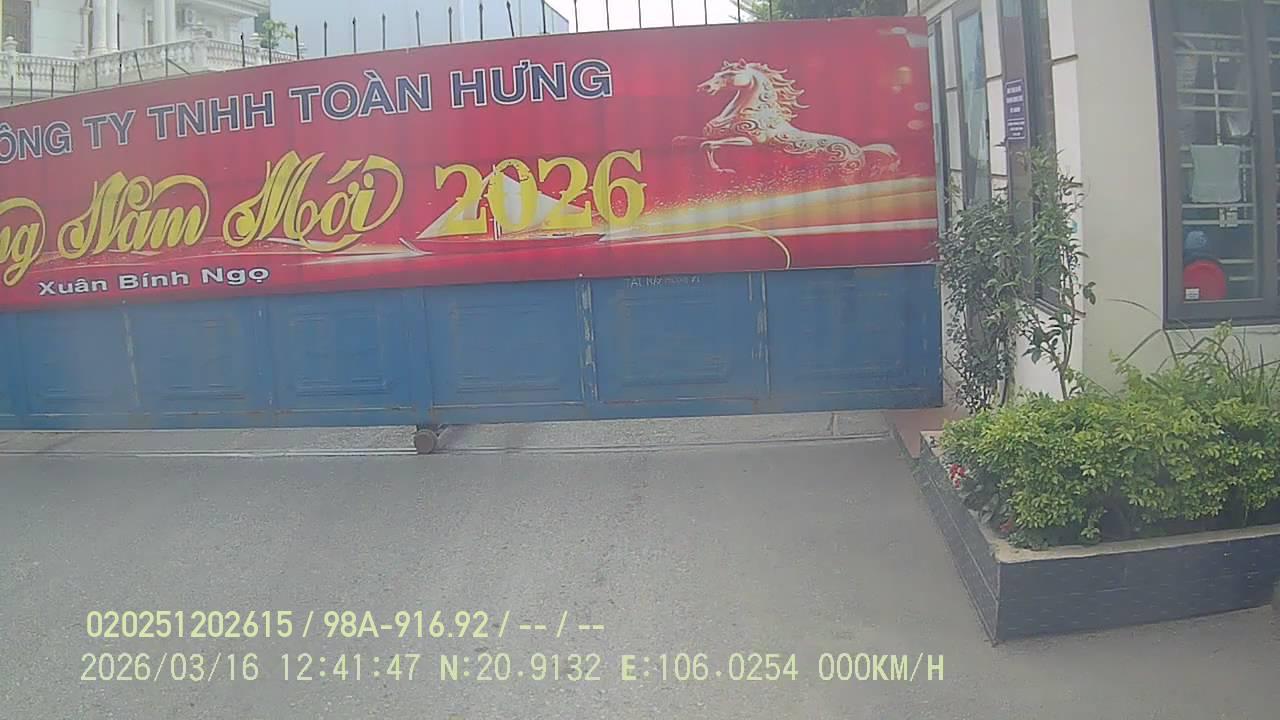 ÔNG TY TNHH TOÀN HƯNG
ng Năm Mới 2026
Xuân Bính Ngọ
020251202615 / 98A-916.92 / -- / --
2026/03/16 12:41:47 N:20.9132 E:106.0254 000KM/H